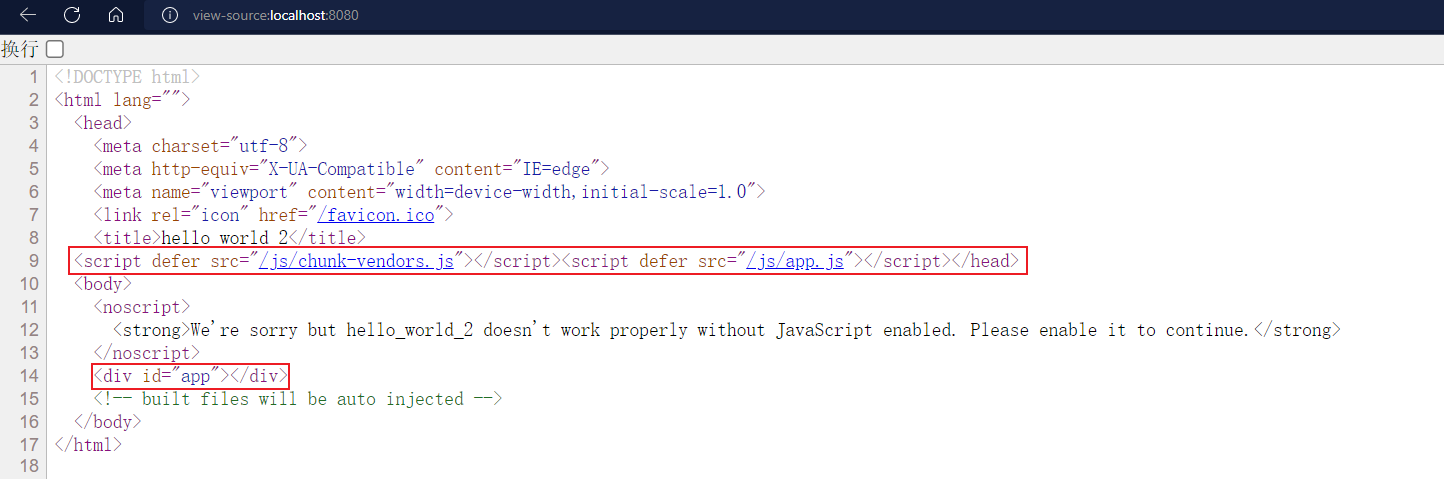 view-source:localhost:8080
换行
1 <!DOCTYPE html>
2 <html lang="">
3 <head>
4 <meta charset="utf-8">
5 <meta http-equiv="X-UA-Compatible" content="IE=edge">
6 <meta name="viewport" content="width=device-width,initial-scale=1.0">
7 <link rel="icon" href="/favicon.ico">
8 <title>hello_world_2</title>
9 <script defer src="/js/chunk-vendors.js"></script><script defer src="/js/app.js"></script></head>
10 <body>
11 <noscript>
12 <strong>We're sorry but hello_world_2 doesn't work properly without JavaScript enabled. Please enable it to continue.</strong>
13 </noscript>
14 <div id="app"></div>
15 <!-- built files will be auto injected -->
16 </body>
17 </html>
18